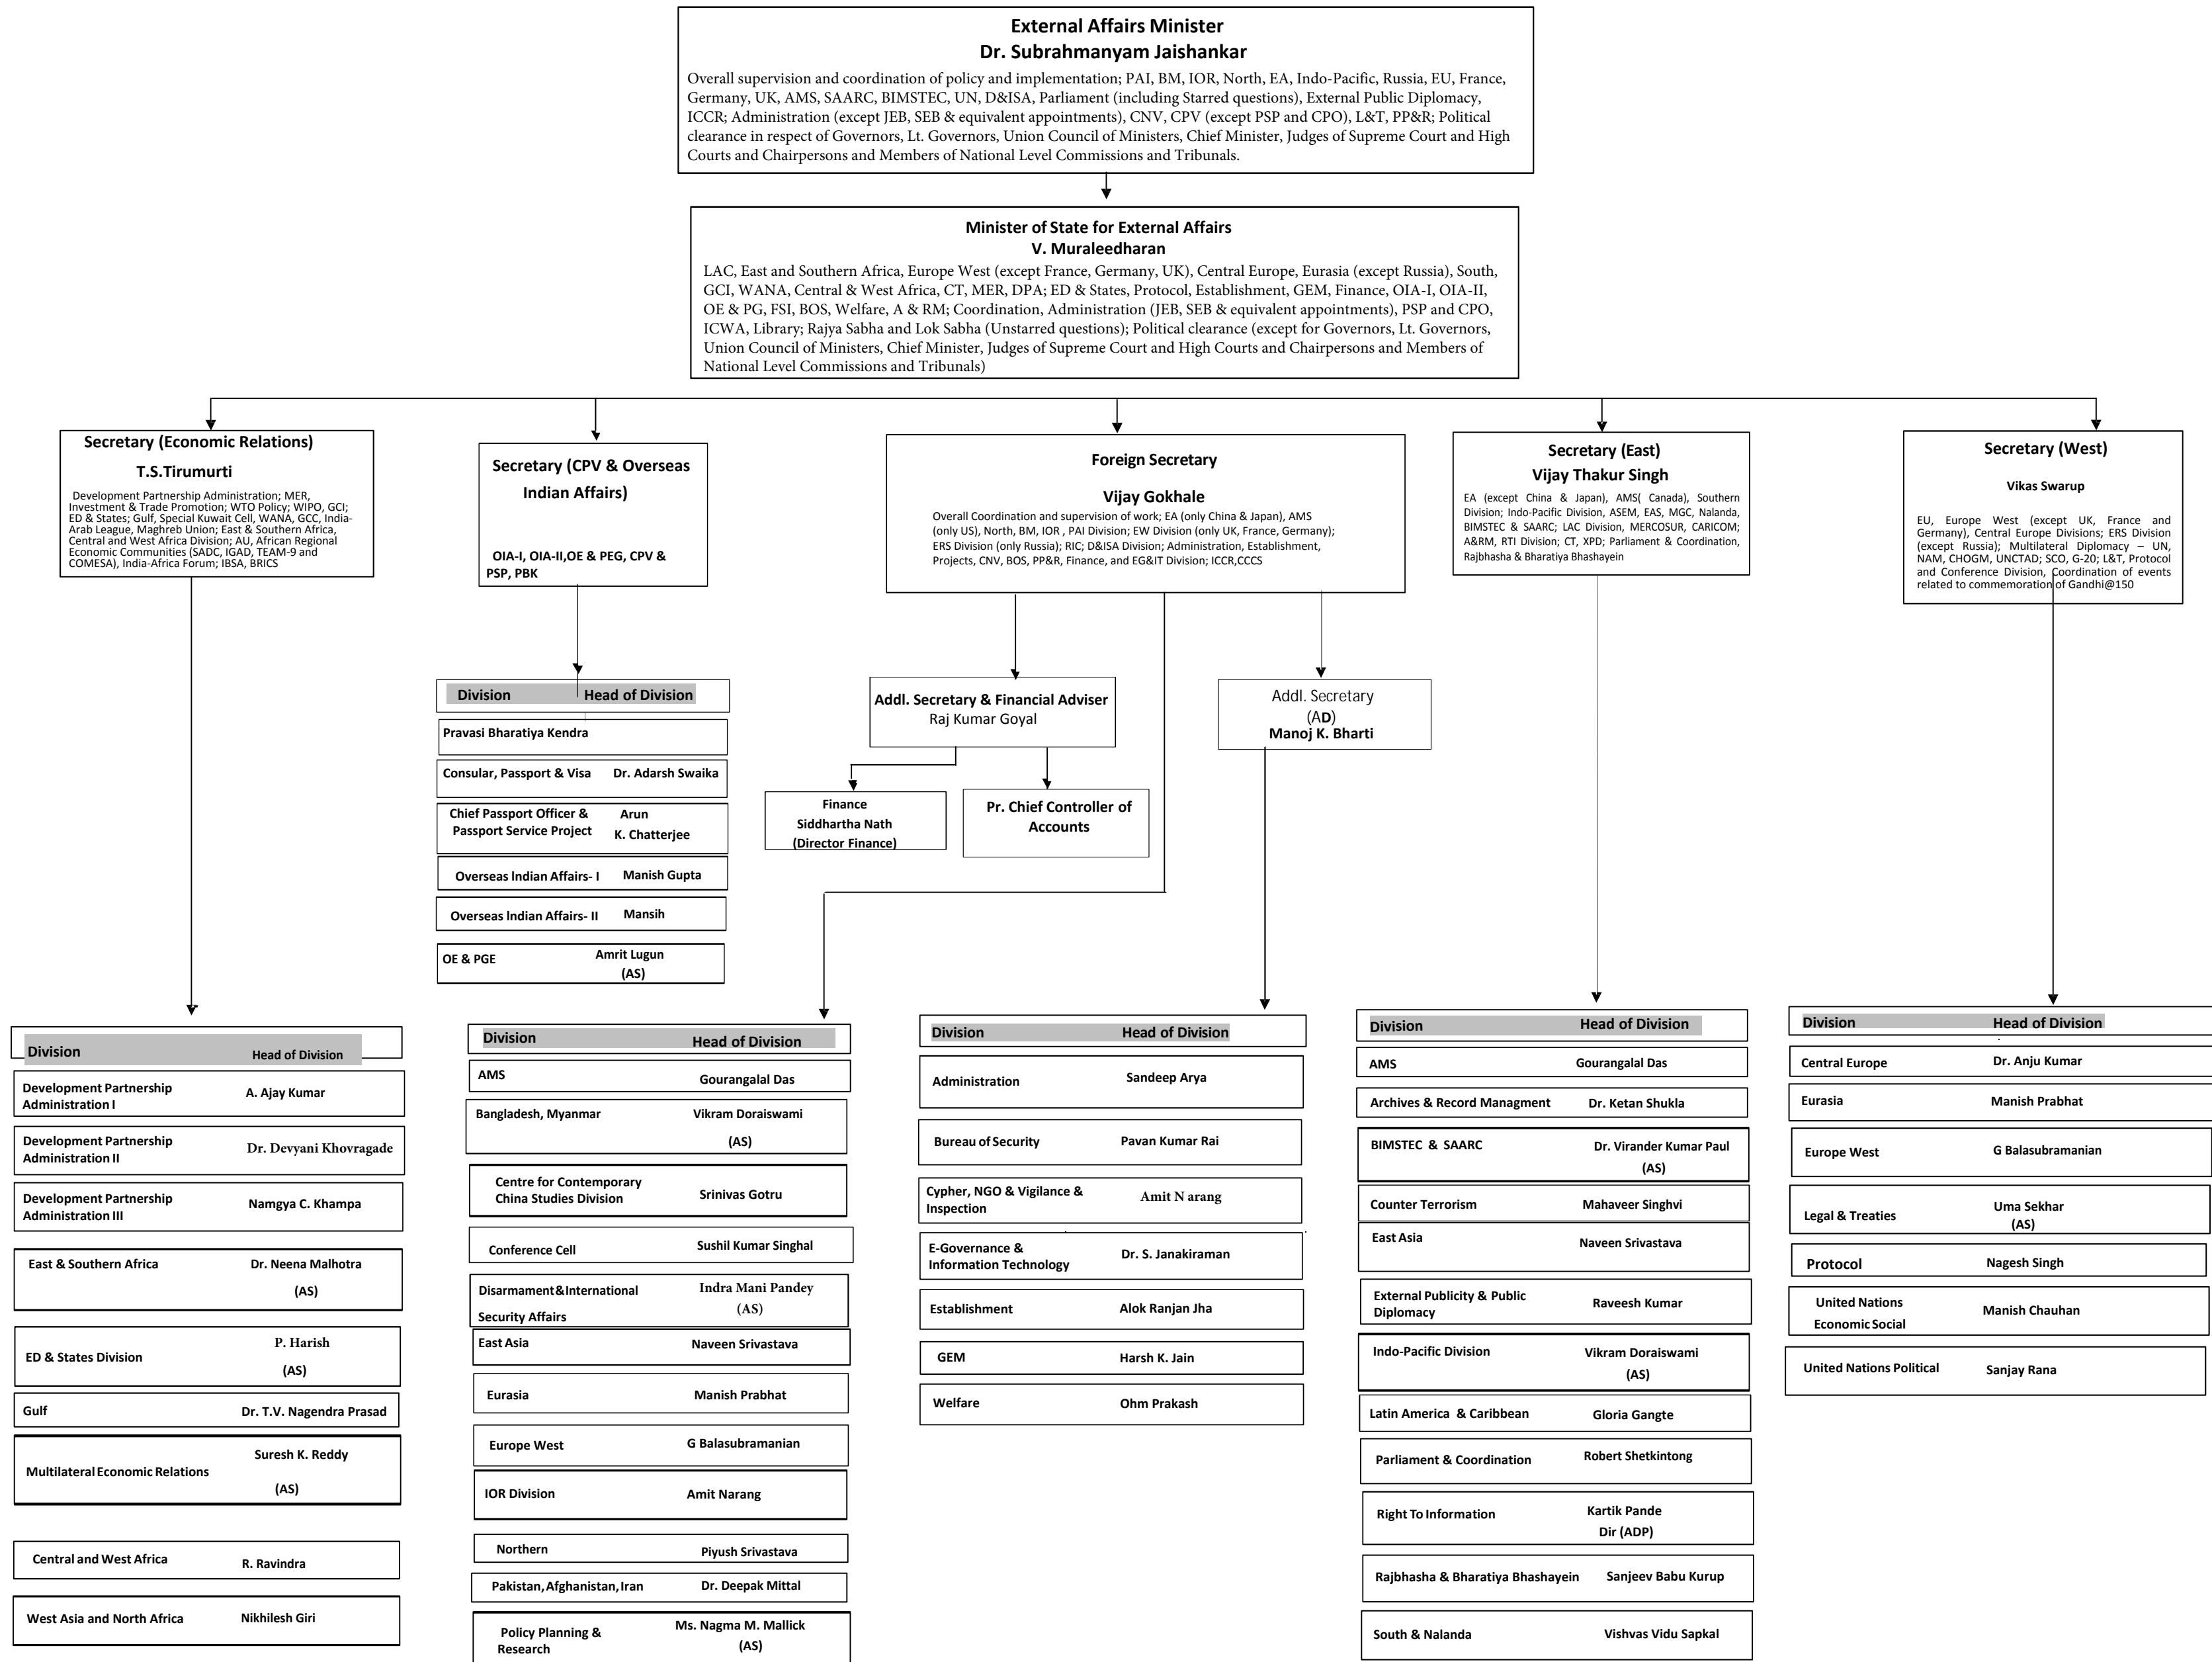 External Affairs Minister
Dr. Subrahmanyam Jaishankar
Overall supervision and coordination of policy and implementation; PAI, BM, IOR, North, EA, Indo-Pacific, Russia, EU, France,
Germany, UK, AMS, SAARC, BIMSTEC, UN, D&ISA, Parliament (including Starred questions), External Public Diplomacy,
ICCR; Administration (except JEB, SEB & equivalent appointments), CNV, CPV (except PSP and CPO), L&T, PP&R; Political
clearance in respect of Governors, Lt. Governors, Union Council of Ministers, Chief Minister, Judges of Supreme Court and High
Courts and Chairpersons and Members of National Level Commissions and Tribunals.
Minister of State for External Affairs
V. Muraleedharan
LAC, East and Southern Africa, Europe West (except France, Germany, UK), Central Europe, Eurasia (except Russia), South,
GCI, WANA, Central & West Africa, CT, MER, DPA; ED & States, Protocol, Establishment, GEM, Finance, OIA-I, OIA-II,
OE & PG, FSI, BOS, Welfare, A & RM; Coordination, Administration (JEB, SEB & equivalent appointments), PSP and CPO,
ICWA, Library; Rajya Sabha and Lok Sabha (Unstarred questions); Political clearance (except for Governors, Lt. Governors,
Union Council of Ministers, Chief Minister, Judges of Supreme Court and High Courts and Chairpersons and Members of
National Level Commissions and Tribunals)
Secretary (Economic Relations)
T.S.Tirumurti
Development Partnership Administration; MER,
Investment & Trade Promotion; WTO Policy; WIPO, GCI;
ED & States; Gulf, Special Kuwait Cell, WANA, GCC, India-
Arab League, Maghreb Union; East & Southern Africa,
Central and West Africa Division; AU, African Regional
Economic Communities (SADC, IGAD, TEAM-9 and
COMESA), India-Africa Forum; IBSA, BRICS
Secretary (CPV & Overseas
Indian Affairs)
OIA-I, OIA-II,OE & PEG, CPV &
PSP, PBK
Foreign Secretary
Vijay Gokhale
Overall Coordination and supervision of work; EA (only China & Japan), AMS
(only US), North, BM, IOR , PAI Division; EW Division (only UK, France, Germany);
ERS Division (only Russia); RIC; D&ISA Division; Administration, Establishment,
Projects, CNV, BOS, PP&R, Finance, and EG&IT Division; ICCR,CCCS
Secretary (East)
Vijay Thakur Singh
EA (except China & Japan), AMS( Canada), Southern
Division; Indo-Pacific Division, ASEM, EAS, MGC, Nalanda,
BIMSTEC & SAARC; LAC Division, MERCOSUR, CARICOM;
A&RM, RTI Division; CT, XPD; Parliament & Coordination,
Rajbhasha & Bharatiya Bhashayein
Secretary (West)
Vikas Swarup
EU, Europe West (except UK, France and
Germany), Central Europe Divisions; ERS Division
(except Russia); Multilateral Diplomacy – UN,
NAM, CHOGM, UNCTAD; SCO, G-20; L&T, Protocol
and Conference Division, Coordination of events
related to commemoration of Gandhi@150
Division Head of Division
Pravasi Bharatiya Kendra
Consular, Passport & Visa Dr. Adarsh Swaika
Chief Passport Officer & Arun
Passport Service Project K. Chatterjee
Overseas Indian Affairs- I Manish Gupta
Overseas Indian Affairs- II Mansih
OE & PGE Amrit Lugun
(AS)
Addl. Secretary & Financial Adviser
Raj Kumar Goyal
Addl. Secretary
(AD)
Manoj K. Bharti
Finance
Siddhartha Nath
(Director Finance)
Pr. Chief Controller of
Accounts
Division Head of Division
Development Partnership
Administration I A. Ajay Kumar
Development Partnership
Administration II Dr. Devyani Khovragade
Development Partnership
Administration III Namgya C. Khampa
East & Southern Africa Dr. Neena Malhotra
(AS)
P. Harish
ED & States Division
(AS)
Gulf Dr. T.V. Nagendra Prasad
Suresh K. Reddy
Multilateral Economic Relations
(AS)
Central and West Africa R. Ravindra
West Asia and North Africa Nikhilesh Giri
Division Head of Division
AMS Gourangalal Das
Bangladesh, Myanmar Vikram Doraiswami
(AS)
Centre for Contemporary
China Studies Division Srinivas Gotru
Conference Cell Sushil Kumar Singhal
Disarmament&International Indra Mani Pandey
(AS)
Security Affairs
East Asia Naveen Srivastava
Eurasia Manish Prabhat
Europe West G Balasubramanian
IOR Division Amit Narang
Northern Piyush Srivastava
Pakistan,Afghanistan,Iran Dr. Deepak Mittal
Policy Planning & Ms. Nagma M. Mallick
Research (AS)
Division Head of Division
Administration Sandeep Arya
Bureau of Security Pavan Kumar Rai
Cypher, NGO & Vigilance & Amit N arang
Inspection
E-Governance &
Information Technology Dr. S. Janakiraman
Establishment Alok Ranjan Jha
GEM Harsh K. Jain
Welfare Ohm Prakash
Division Head of Division
AMS Gourangalal Das
Archives & Record Managment Dr. Ketan Shukla
BIMSTEC & SAARC Dr. Virander Kumar Paul
(AS)
Counter Terrorism Mahaveer Singhvi
East Asia Naveen Srivastava
External Publicity & Public
Diplomacy Raveesh Kumar
Indo-Pacific Division Vikram Doraiswami
(AS)
Latin America & Caribbean Gloria Gangte
Parliament & Coordination Robert Shetkintong
Right To Information Kartik Pande
Dir (ADP)
Rajbhasha & Bharatiya Bhashayein Sanjeev Babu Kurup
South & Nalanda Vishvas Vidu Sapkal
Division Head of Division
Central Europe Dr. Anju Kumar
Eurasia Manish Prabhat
Europe West G Balasubramanian
Legal & Treaties Uma Sekhar
(AS)
Protocol Nagesh Singh
United Nations
Economic Social Manish Chauhan
United Nations Political Sanjay Rana